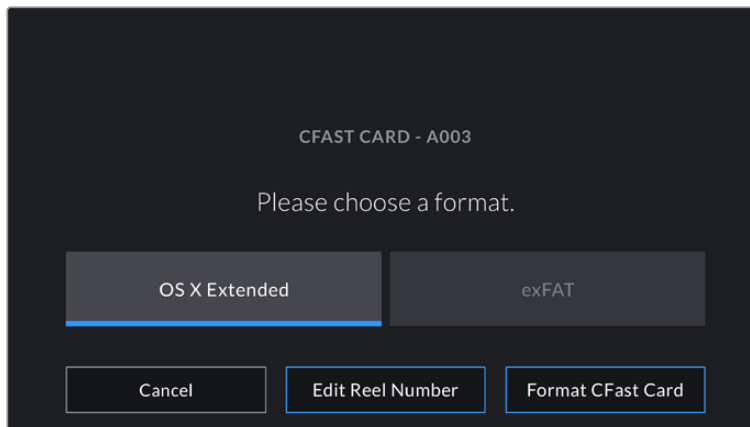 CFAST CARD - A003
Please choose a format.
OS X Extended
exFAT
Cancel
Edit Reel Number
Format CFast Card